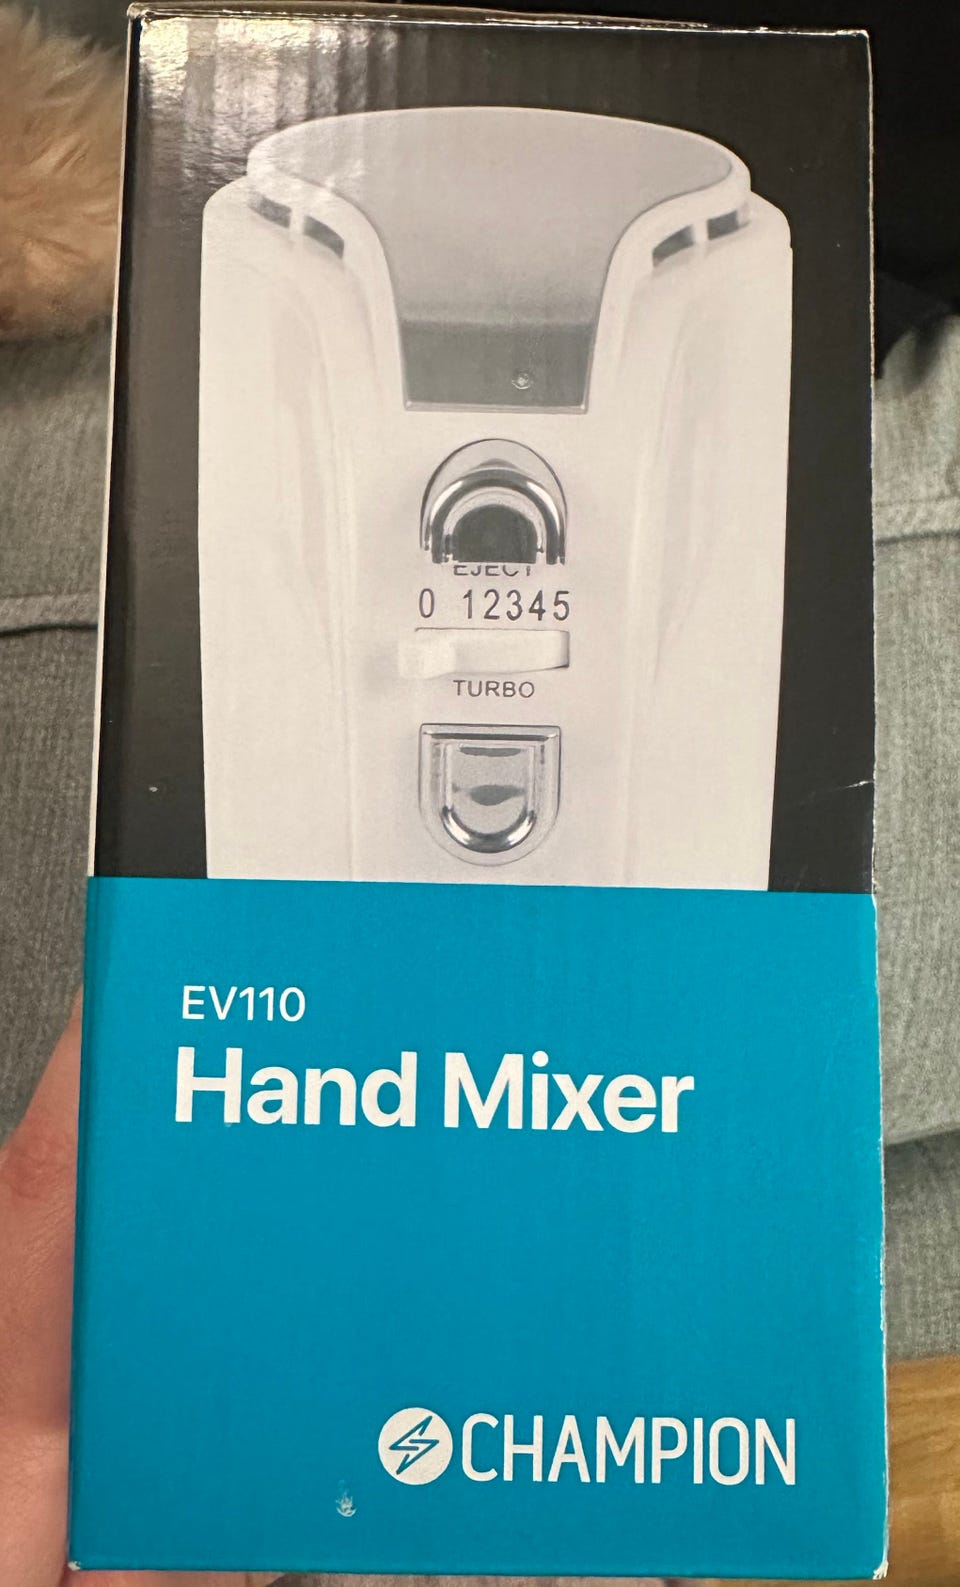 EJECT
0 12345
TURBO
EV110
Hand Mixer
CHAMPION